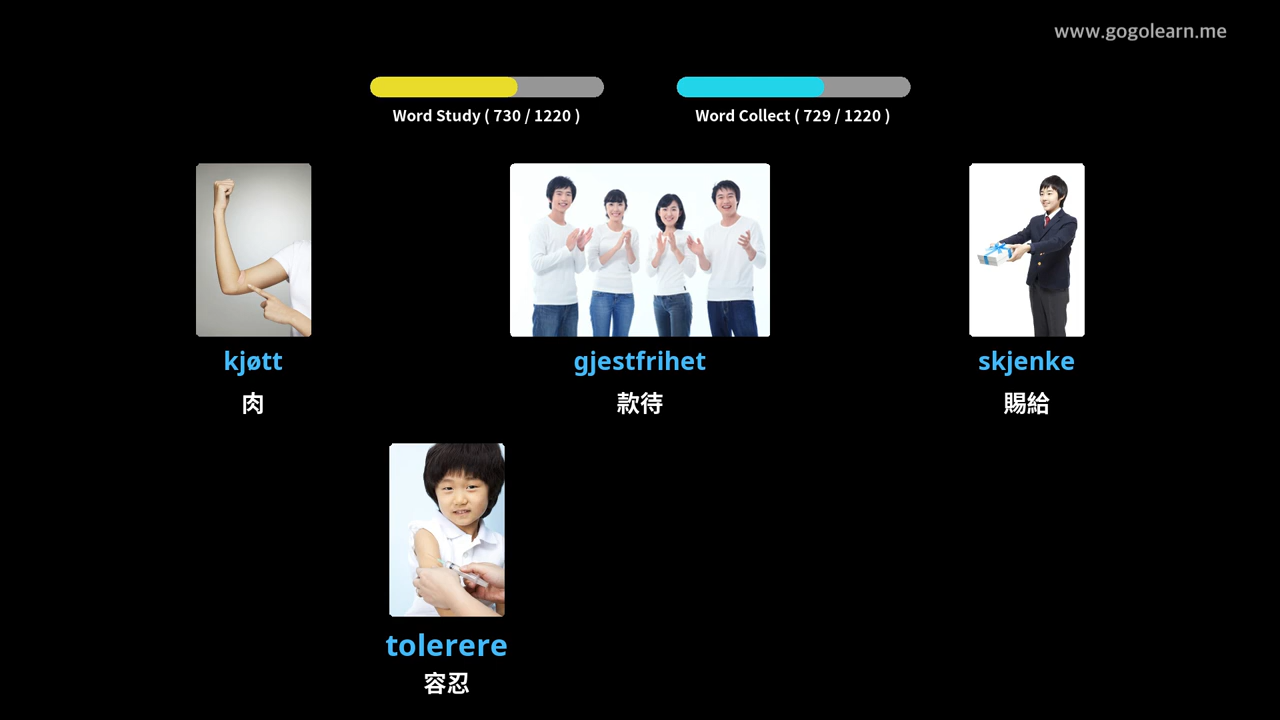 www.gogolearn.me
Word Study ( 730 / 1220 )
Word Collect ( 729 / 1220 )
kjøtt
肉
gjestfrihet
款待
skjenke
賜給
tolerere
容忍